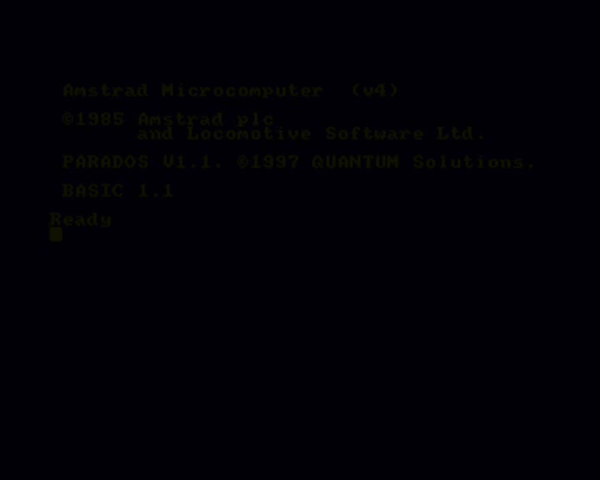 Amstrad Microcomputer (v4)
©1985 Amstrad plc
and Locomotive Software Ltd.
PARADOS V1.1. ©1997 QUANTUM Solutions.
BASIC 1.1
Ready